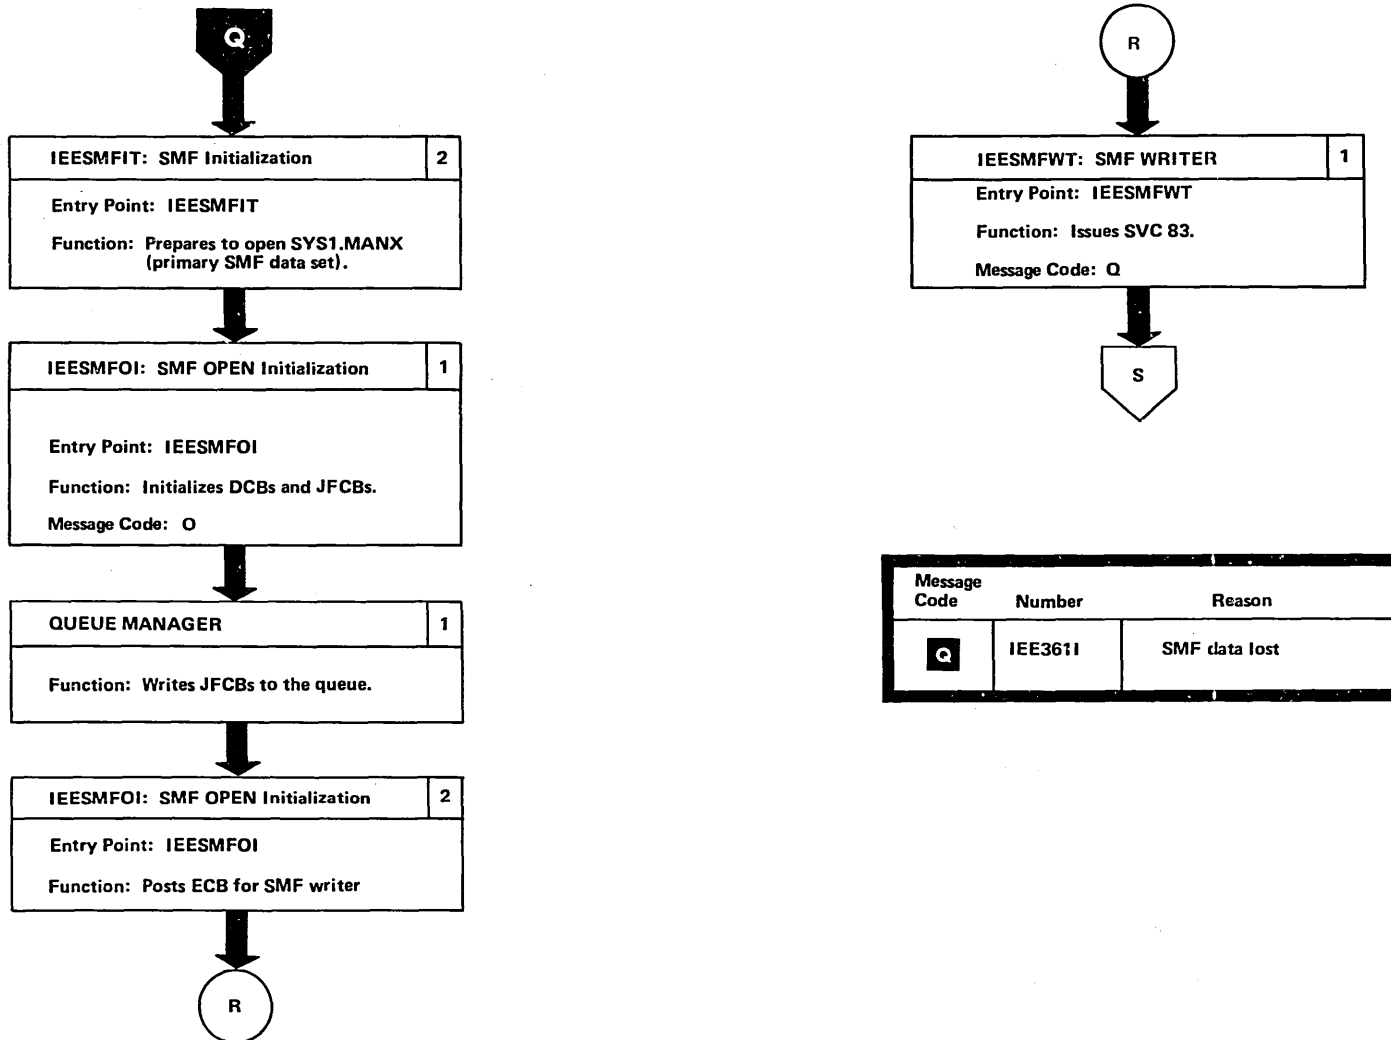 Q
IEESMFIT: SMF Initialization 2
Entry Point: IEESMFIT
Function: Prepares to open SYS1.MANX
(primary SMF data set).
IEESMFOI: SMF OPEN Initialization 1
Entry Point: IEESMFOI
Function: Initializes DCBs and JFCBs.
Message Code: O
QUEUE MANAGER 1
Function: Writes JFCBs to the queue.
IEESMFOI: SMF OPEN Initialization 2
Entry Point: IEESMFOI
Function: Posts ECB for SMF writer
R
R
IEESMFWT: SMF WRITER 1
Entry Point: IEESMFWT
Function: Issues SVC 83.
Message Code: Q
S
Message
Code Number Reason
Q IEE361I SMF data lost